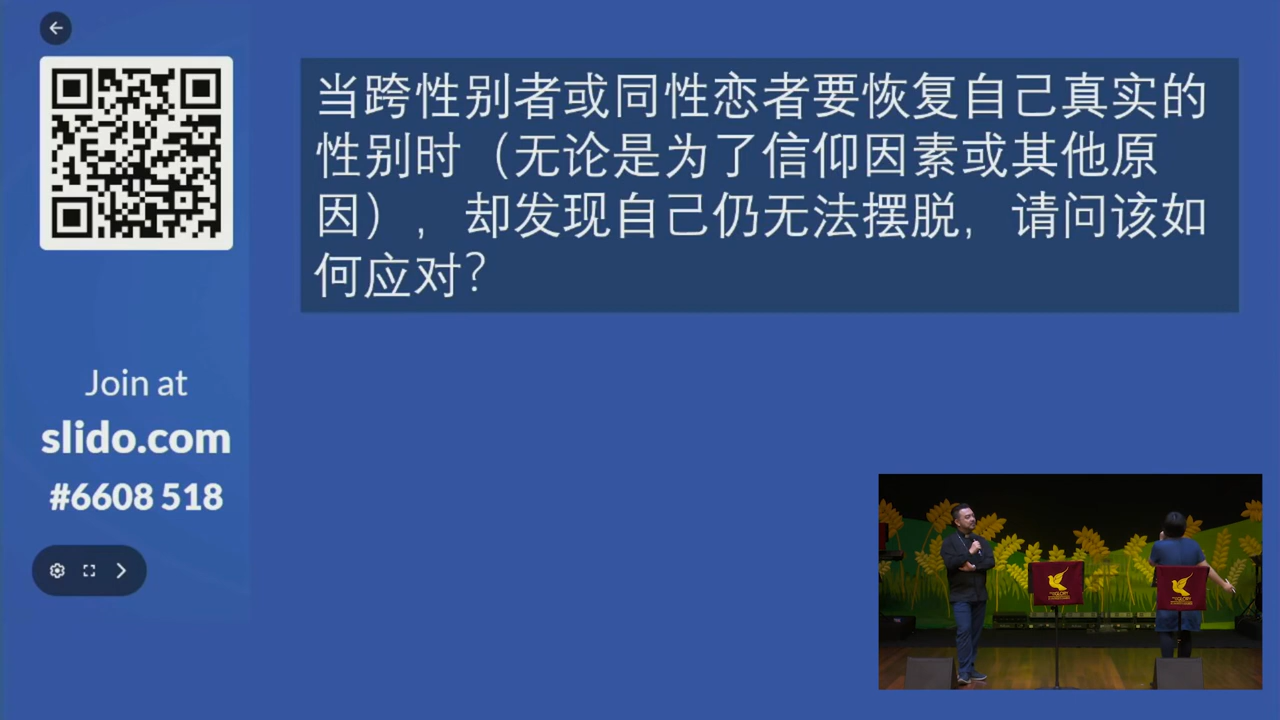 当跨性别者或同性恋者要恢复自己真实的
性别时（无论是为了信仰因素或其他原
因），却发现自己仍无法摆脱，请问该如
何应对？
Join at
slido.com
#6608 518
GLORY
GLORY